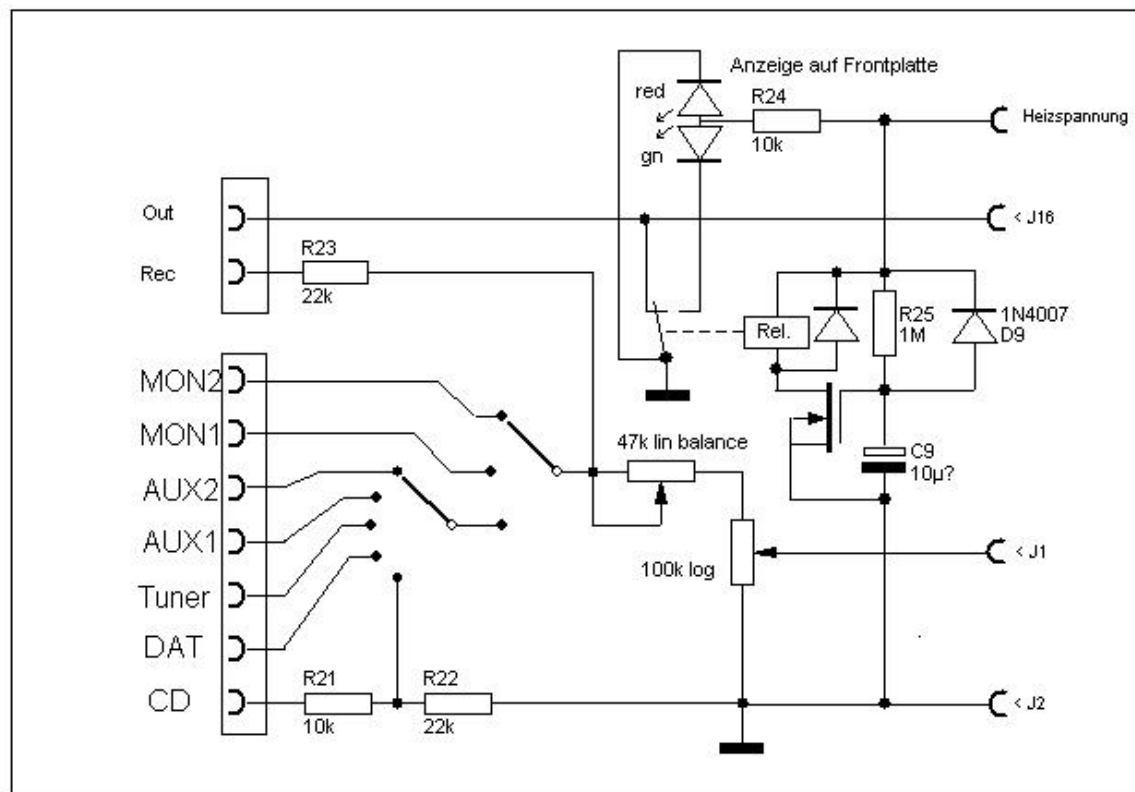 Anzeige auf Frontplatte
red
R24
10k
gn
Heizspannung
Out
< J16
Rec
R23
22k
Rel.
R25
1M
1N4007
D9
MON2
MON1
47k lin balance
C9
10µ?
AUX2
AUX1
100k log
< J1
Tuner
DAT
CD
R21
10k
R22
22k
< J2